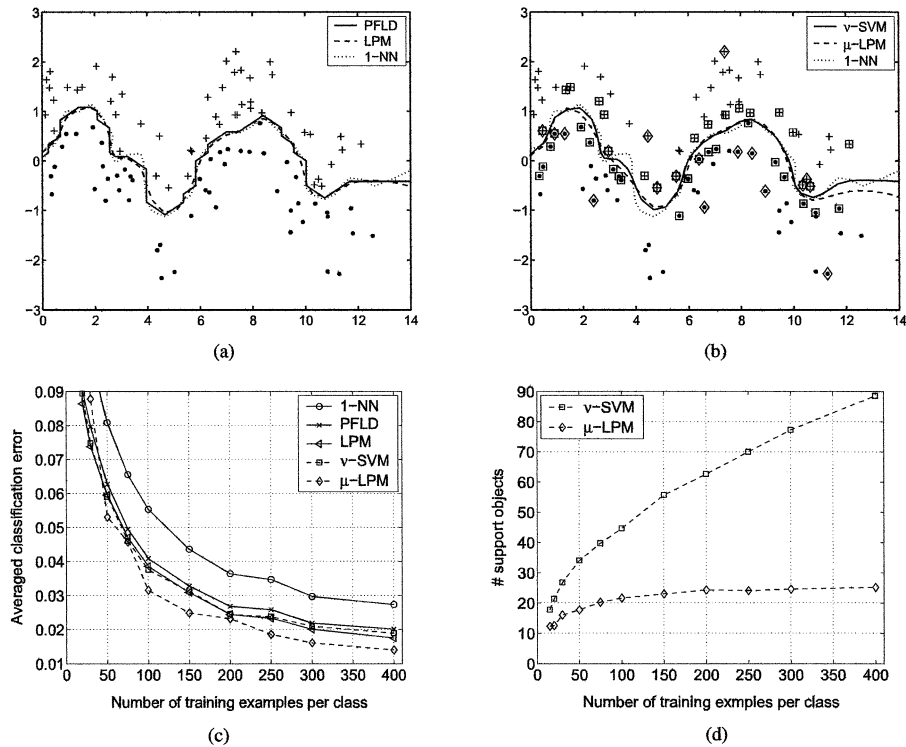 3
2
1
0
−1
−2
−3
0 2 4 6 8 10 12 14
PFLD
LPM
1−NN
(a)
3
2
1
0
−1
−2
−3
0 2 4 6 8 10 12 14
ν−SVM
μ−LPM
1−NN
(b)
0.09
0.08
0.07
0.06
0.05
0.04
0.03
0.02
0.01
0 50 100 150 200 250 300 350 400
Averaged classification error
Number of training examples per class
1−NN
PFLD
LPM
ν−SVM
μ−LPM
(c)
90
80
70
60
50
40
30
20
10
0
0 50 100 150 200 250 300 350 400
# support objects
Number of training exmples per class
ν−SVM
μ−LPM
(d)